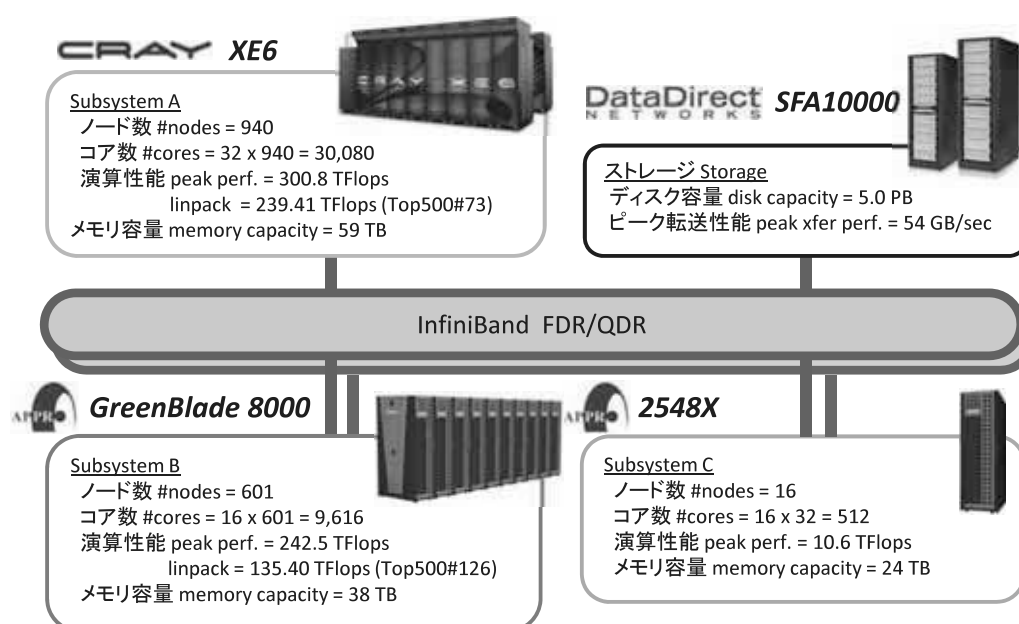 CRAY XE6
CRAY XE6
Subsystem A
ノード数 #nodes = 940
コア数 #cores = 32 x 940 = 30,080
演算性能 peak perf. = 300.8 TFlops
linpack = 239.41 TFlops (Top500#73)
メモリ容量 memory capacity = 59 TB
DataDirect
NETWORKS
SFA10000
ストレージ Storage
ディスク容量 disk capacity = 5.0 PB
ピーク転送性能 peak xfer perf. = 54 GB/sec
InfiniBand FDR/QDR
APPRO GreenBlade 8000
Subsystem B
ノード数 #nodes = 601
コア数 #cores = 16 x 601 = 9,616
演算性能 peak perf. = 242.5 TFlops
linpack = 135.40 TFlops (Top500#126)
メモリ容量 memory capacity = 38 TB
APPRO 2548X
Subsystem C
ノード数 #nodes = 16
コア数 #cores = 16 x 32 = 512
演算性能 peak perf. = 10.6 TFlops
メモリ容量 memory capacity = 24 TB